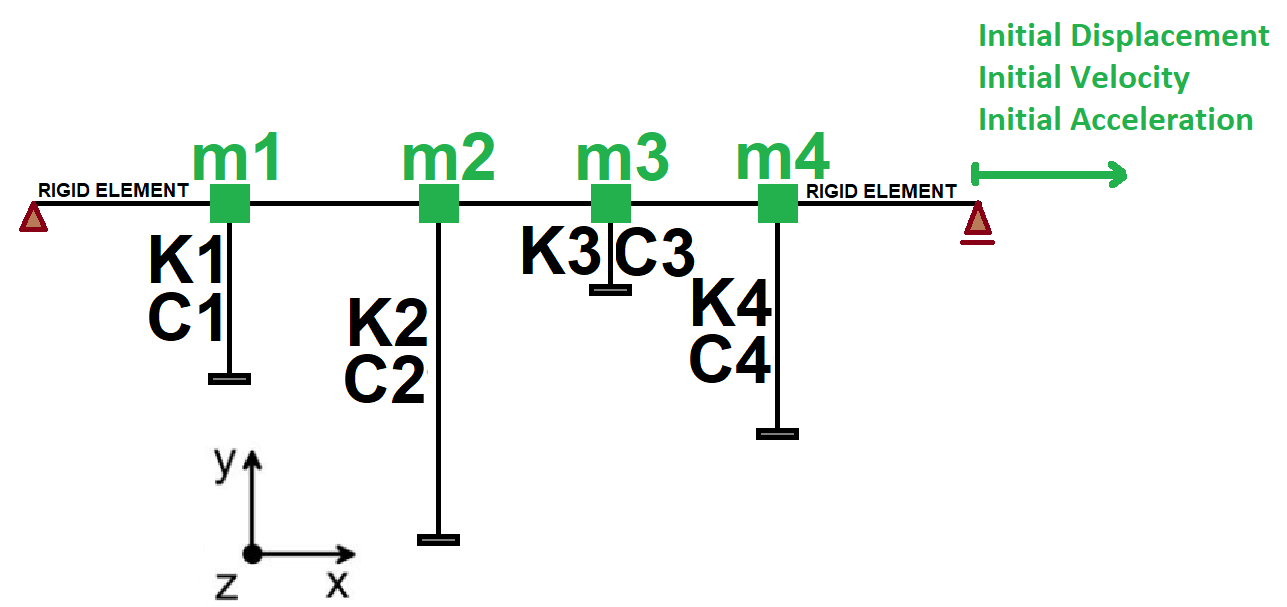 Initial Displacement
Initial Velocity
Initial Acceleration
m1 m2 m3 m4
RIGID ELEMENT RIGID ELEMENT
K1
C1
K2
C2
K3 C3
K4
C4
y
z x